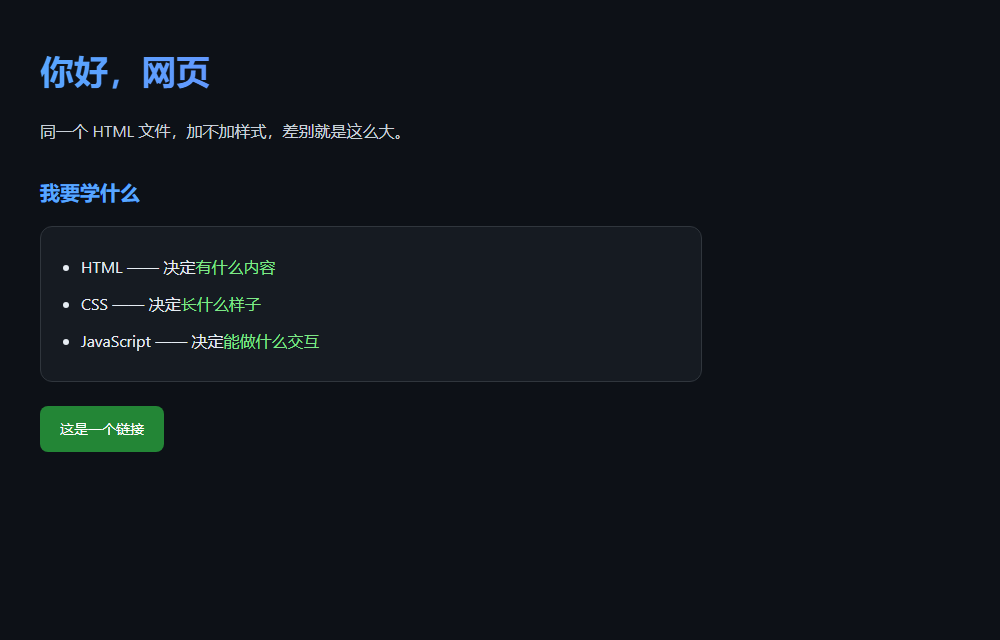 你好，网页
同一个 HTML 文件，加不加样式，差别就是这么大。
我要学什么
HTML —— 决定有什么内容
CSS —— 决定长什么样子
JavaScript —— 决定能做什么交互
这是一个链接